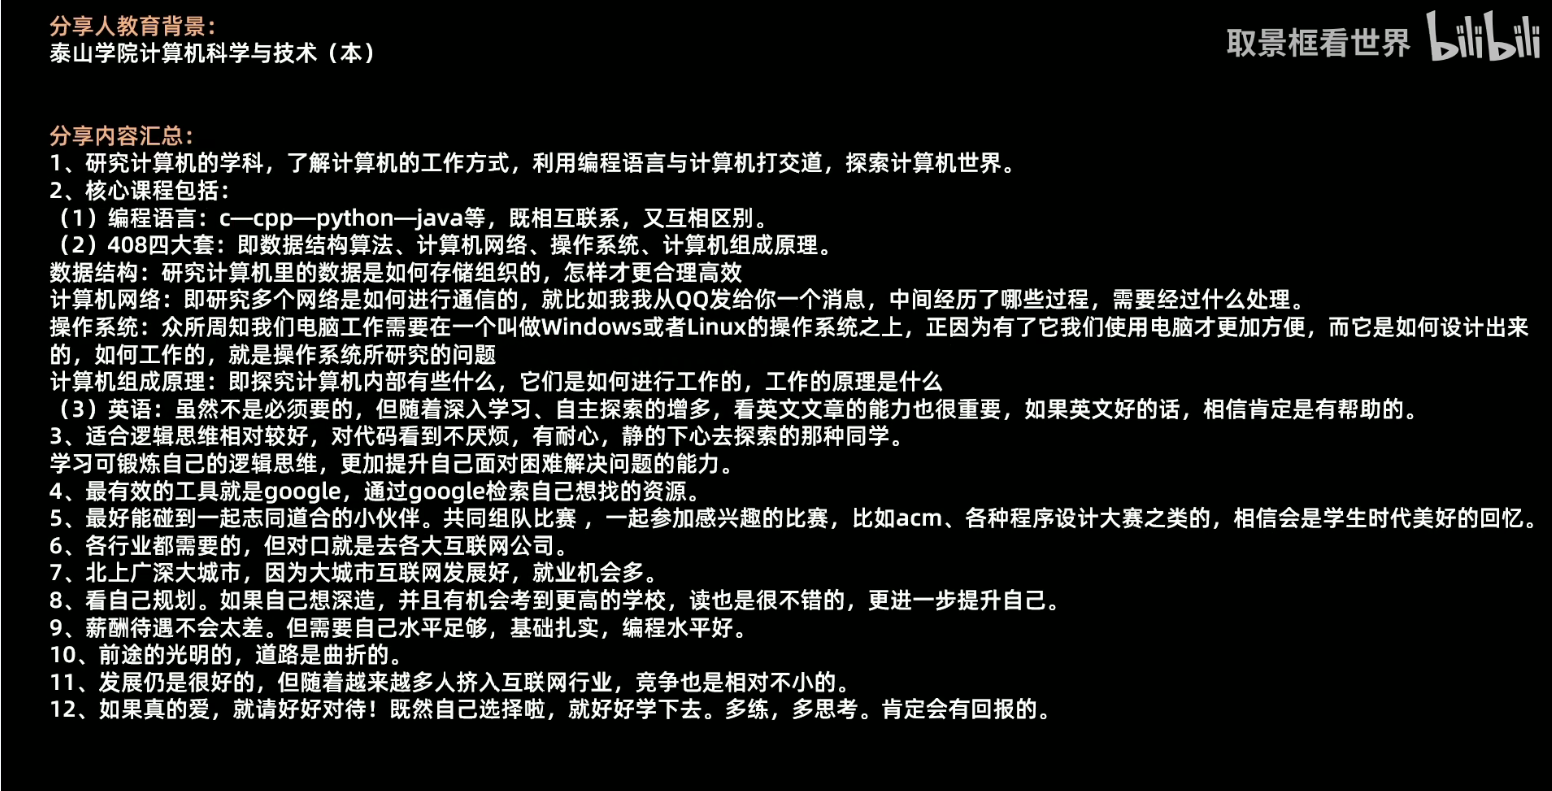 分享人教育背景：
泰山学院计算机科学与技术（本）
取景框看世界 bilibili
分享内容汇总：
1、研究计算机的学科，了解计算机的工作方式，利用编程语言与计算机打交道，探索计算机世界。
2、核心课程包括：
（1）编程语言：c—cpp—python—java等，既相互联系，又互相区别。
（2）408四大套：即数据结构算法、计算机网络、操作系统、计算机组成原理。
数据结构：研究计算机里的数据是如何存储组织的，怎样才更合理高效
计算机网络：即研究多个网络是如何进行通信的，就比如我我从QQ发给你一个消息，中间经历了哪些过程，需要经过什么处理。
操作系统：众所周知我们电脑工作需要在一个叫做Windows或者Linux的操作系统之上，正因为有了它我们使用电脑才更加方便，而它是如何设计出来
的，如何工作的，就是操作系统所研究的问题
计算机组成原理：即探究计算机内部有些什么，它们是如何进行工作的，工作的原理是什么
（3）英语：虽然不是必须要的，但随着深入学习、自主探索的增多，看英文文章的能力也很重要，如果英文好的话，相信肯定是有帮助的。
3、适合逻辑思维相对较好，对代码看到不厌烦，有耐心，静的下心去探索的那种同学。
学习可锻炼自己的逻辑思维，更加提升自己面对困难解决问题的能力。
4、最有效的工具就是google，通过google检索自己想找的资源。
5、最好能碰到一起志同道合的小伙伴。共同组队比赛 ，一起参加感兴趣的比赛，比如acm、各种程序设计大赛之类的，相信会是学生时代美好的回忆。
6、各行业都需要的，但对口就是去各大互联网公司。
7、北上广深大城市，因为大城市互联网发展好，就业机会多。
8、看自己规划。如果自己想深造，并且有机会考到更高的学校，读也是很不错的，更进一步提升自己。
9、薪酬待遇不会太差。但需要自己水平足够，基础扎实，编程水平好。
10、前途的光明的，道路是曲折的。
11、发展仍是很好的，但随着越来越多人挤入互联网行业，竞争也是相对不小的。
12、如果真的爱，就请好好对待！既然自己选择啦，就好好学下去。多练，多思考。肯定会有回报的。